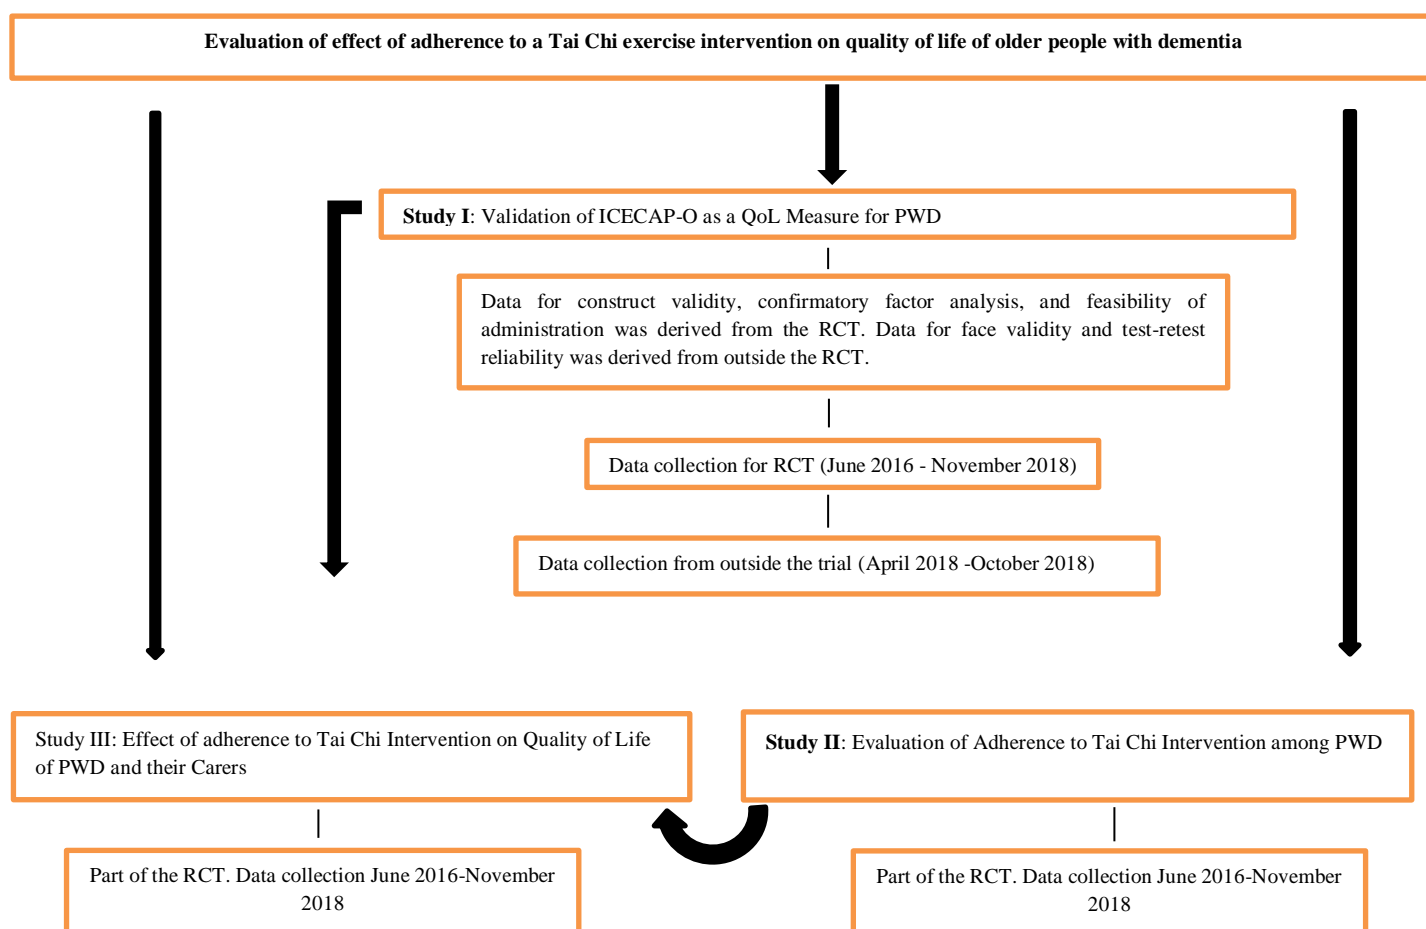 Evaluation of effect of adherence to a Tai Chi exercise intervention on quality of life of older people with dementia
Study I: Validation of ICECAP-O as a QoL Measure for PWD
Data for construct validity, confirmatory factor analysis, and feasibility of
administration was derived from the RCT. Data for face validity and test-retest
reliability was derived from outside the RCT.
Data collection for RCT (June 2016 - November 2018)
Data collection from outside the trial (April 2018 -October 2018)
Study III: Effect of adherence to Tai Chi Intervention on Quality of Life
of PWD and their Carers
Study II: Evaluation of Adherence to Tai Chi Intervention among PWD
Part of the RCT. Data collection June 2016-November
2018
Part of the RCT. Data collection June 2016-November
2018